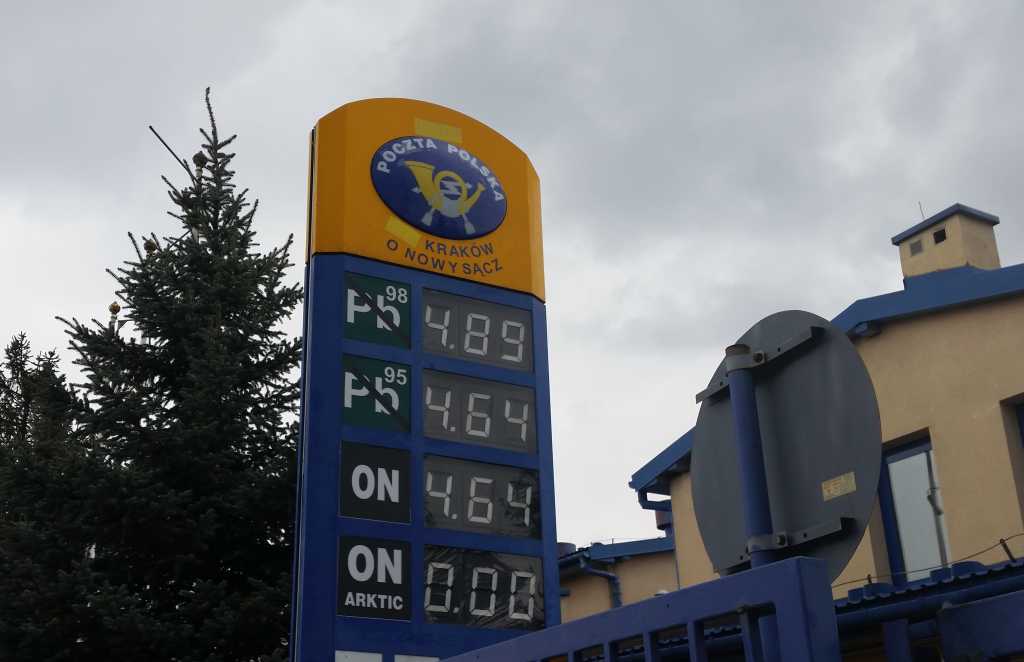 POCZTA POLSKA
KRAKÓW
O NOWY SĄCZ
Pb 98 4.89
Pb 95 4.64
ON 4.64
ON ARKTIC 0.00